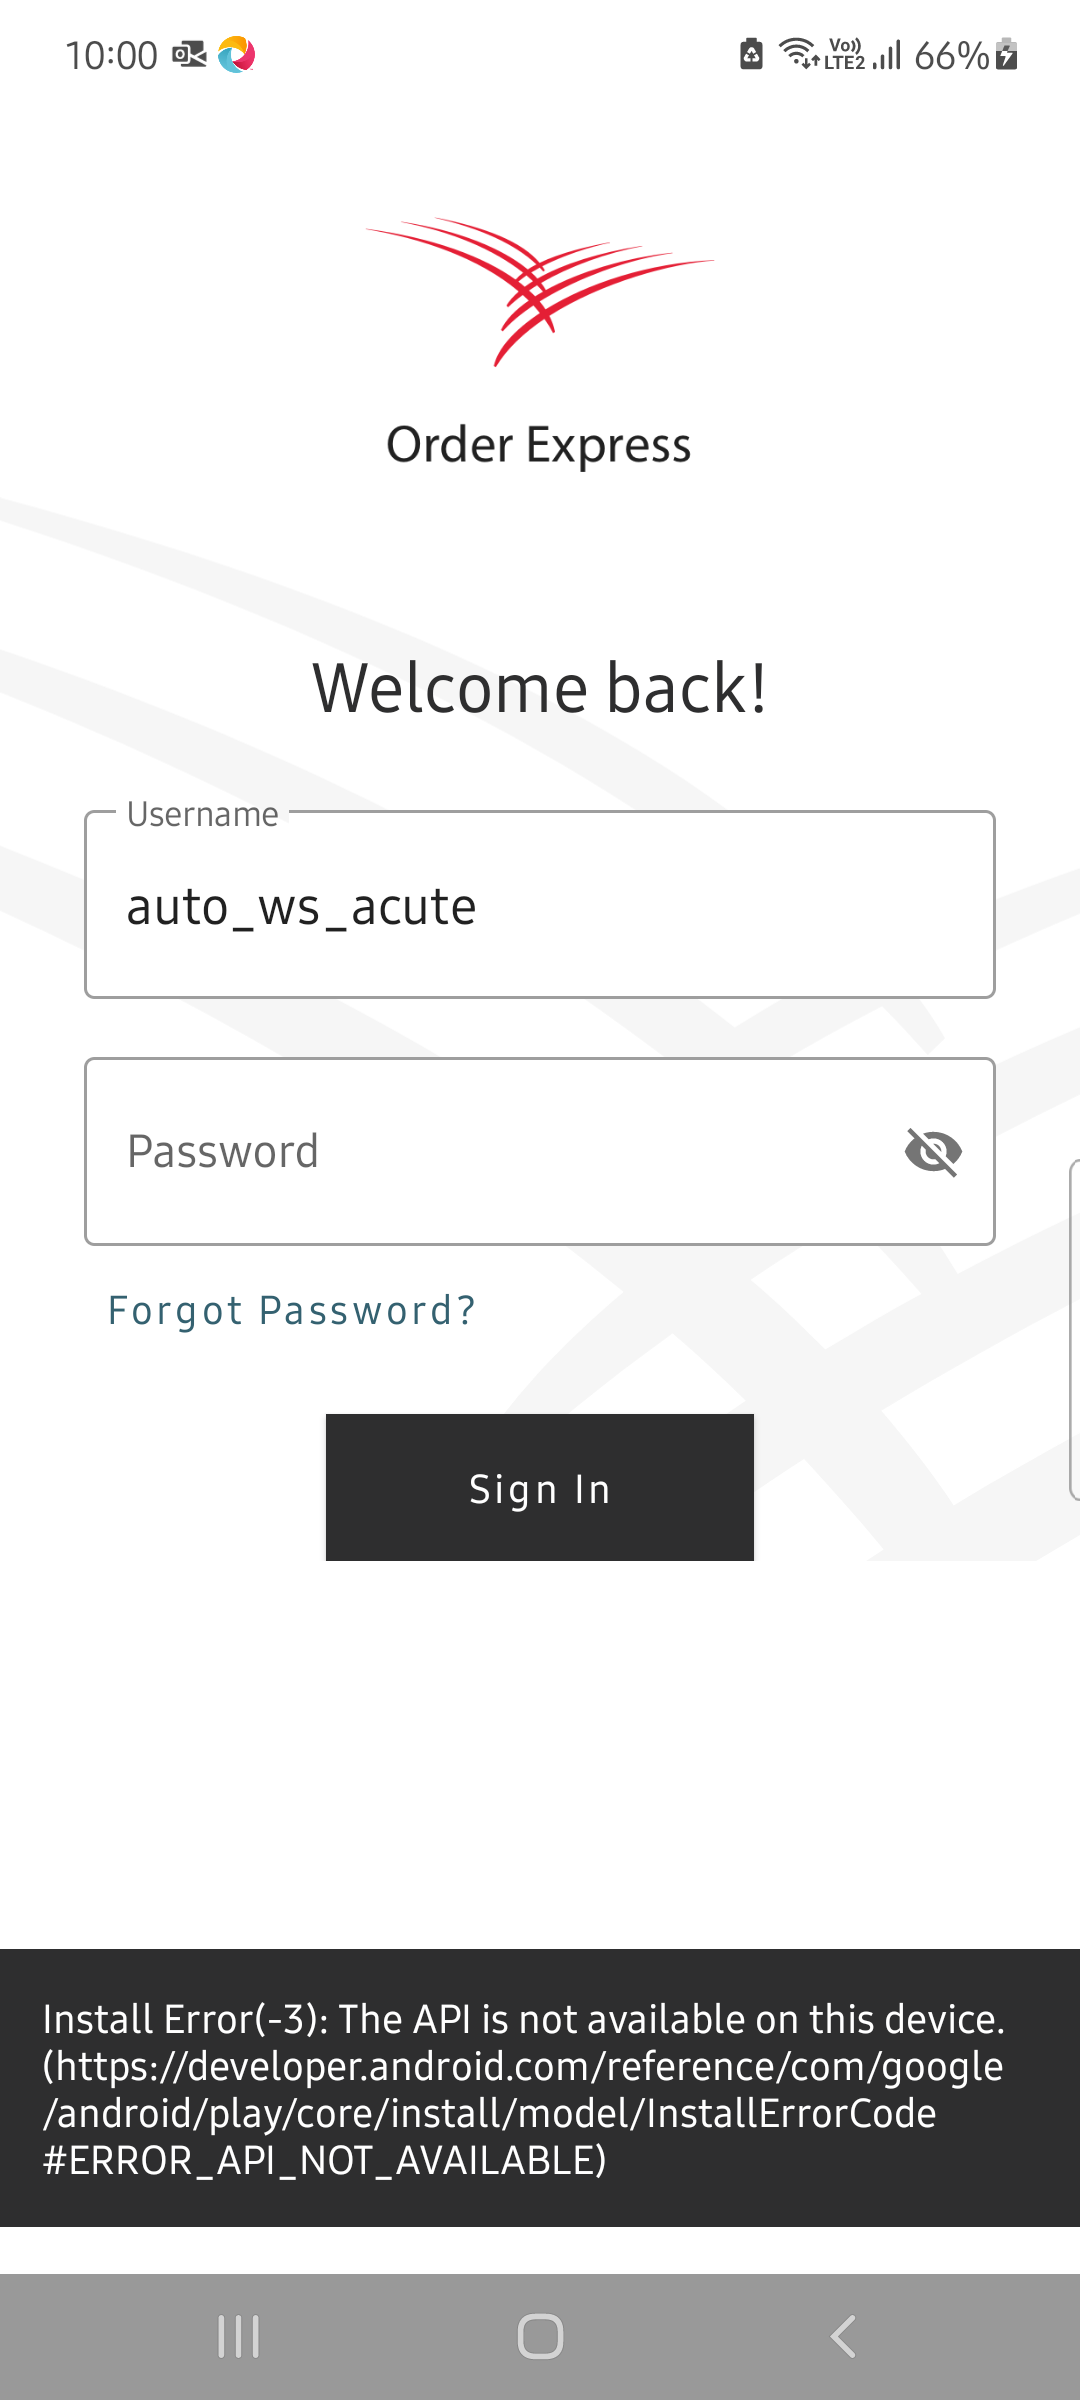 10:00
Vo)) LTE2 66%
Order Express
Welcome back!
Username
auto_ws_acute
Password
Forgot Password?
Sign In
Install Error(-3): The API is not available on this device.
(https://developer.android.com/reference/com/google
/android/play/core/install/model/InstallErrorCode
#ERROR_API_NOT_AVAILABLE)